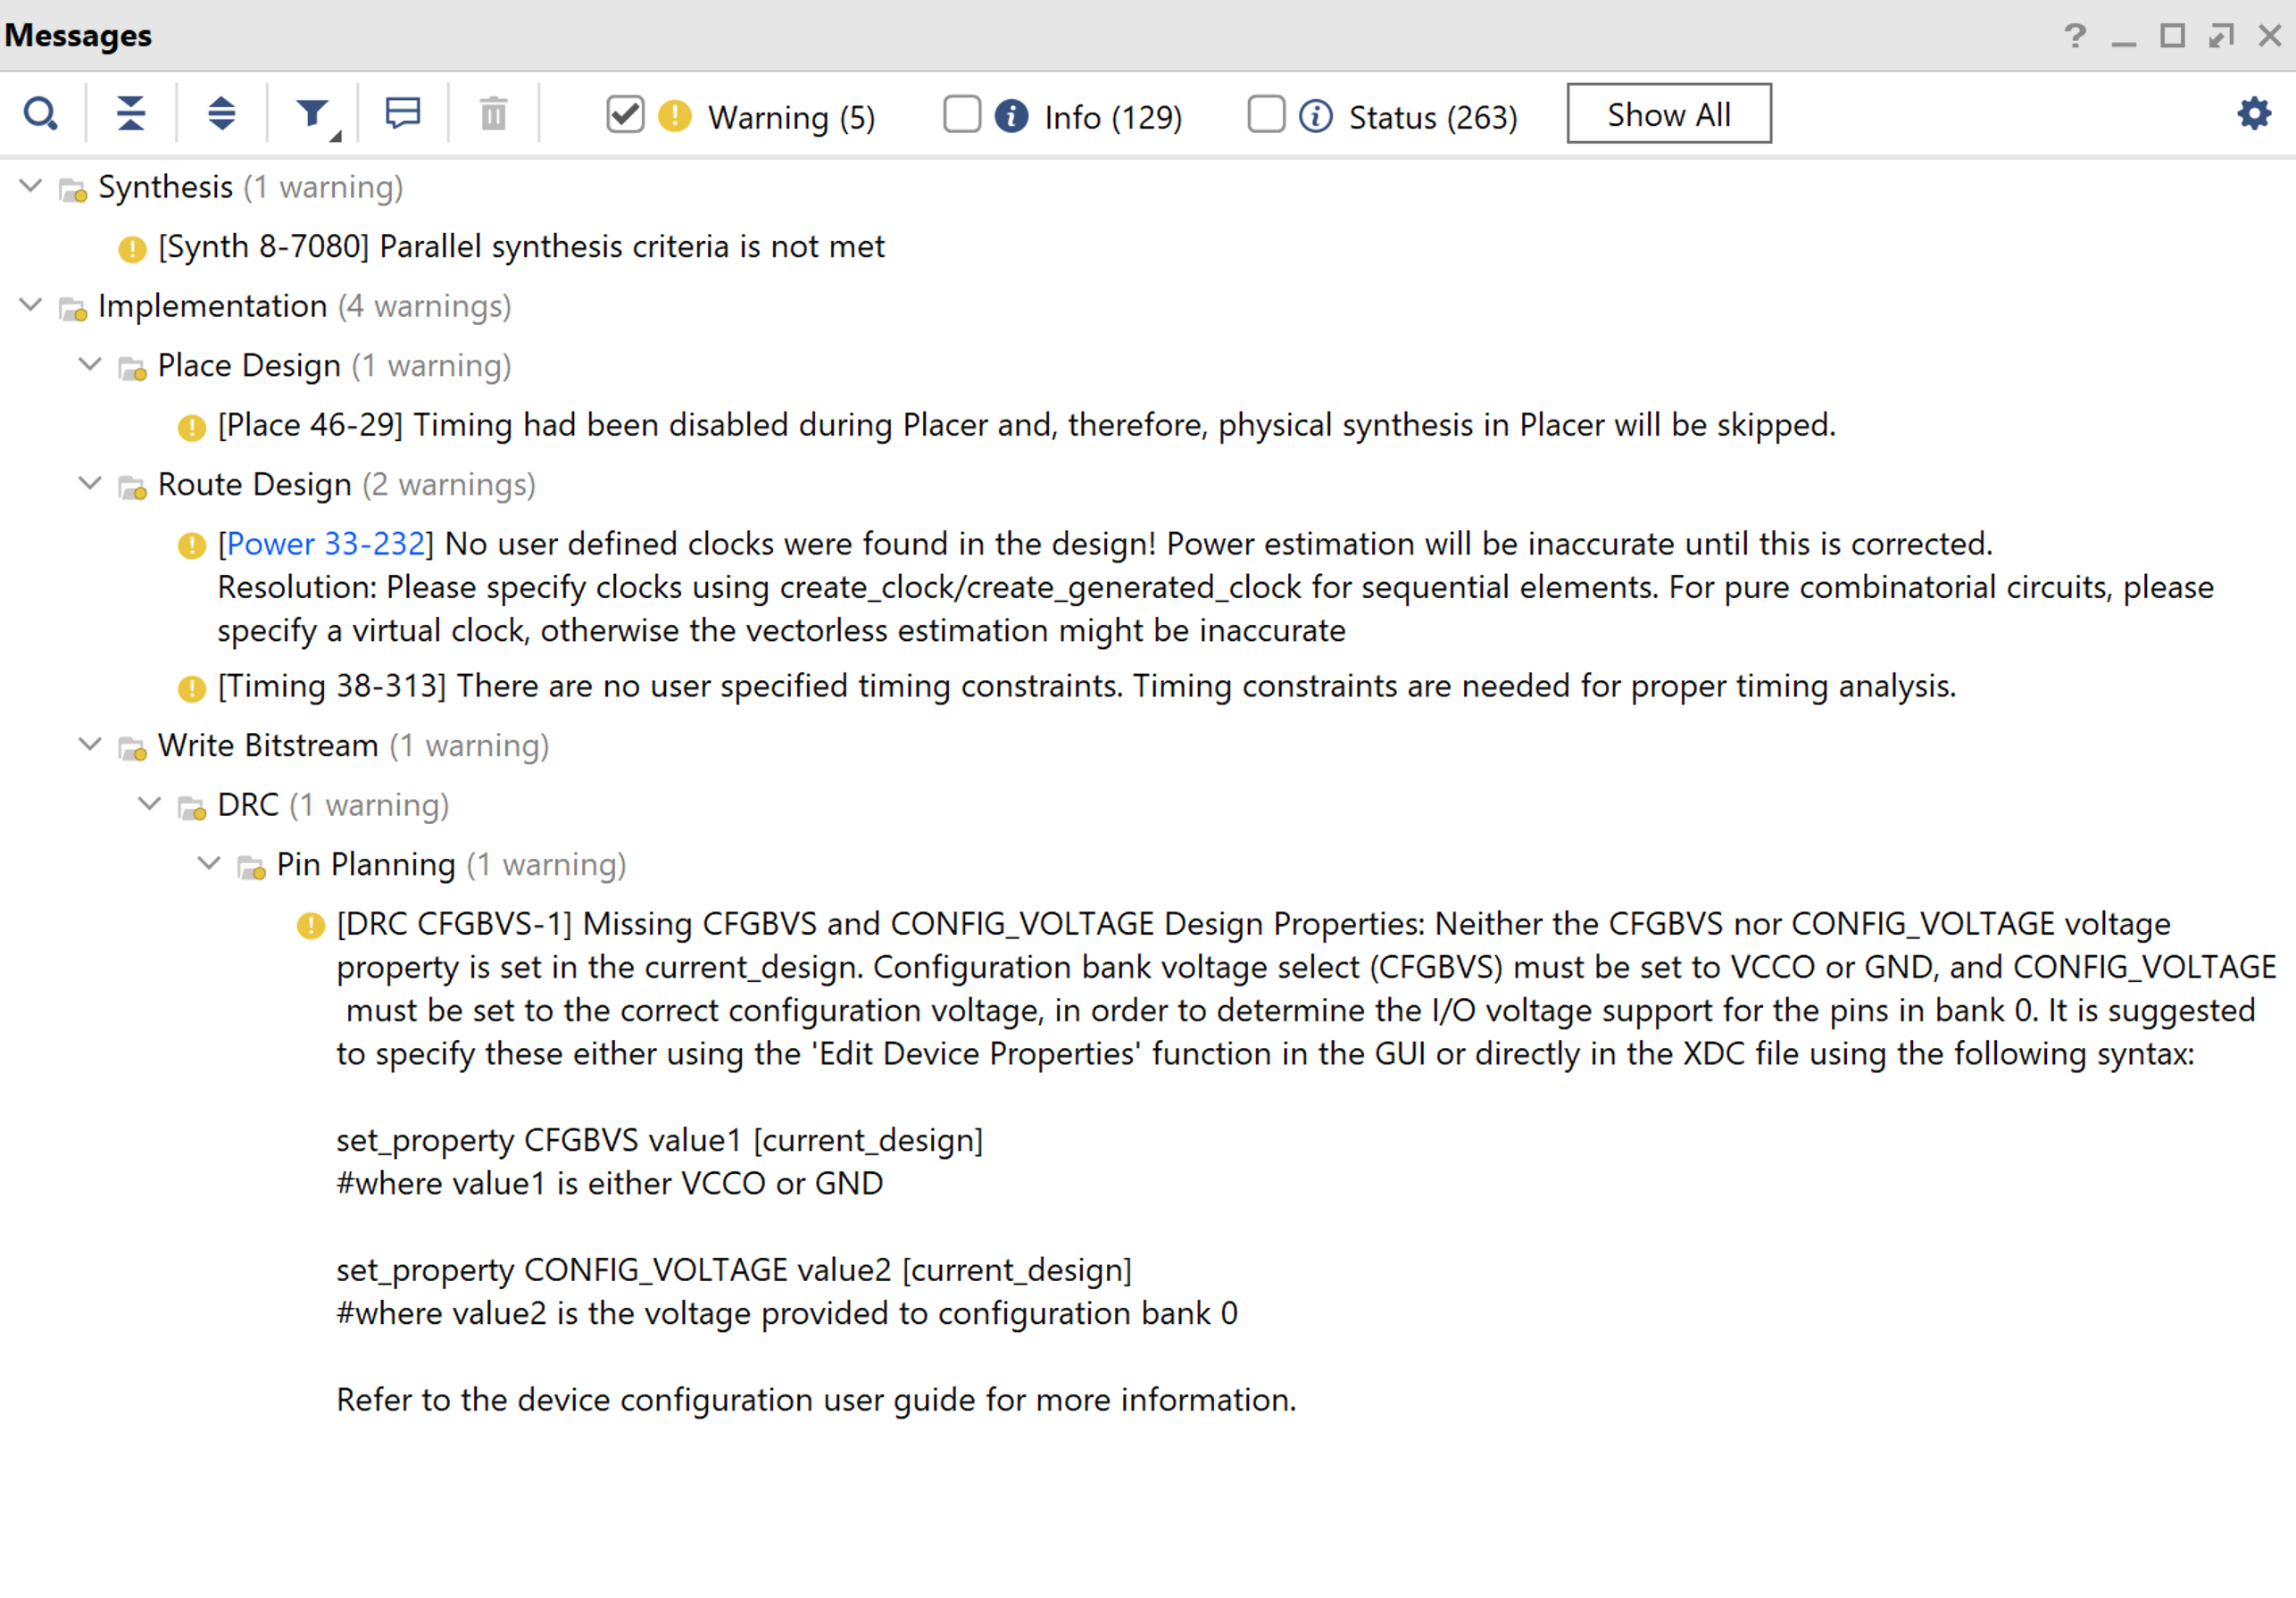 Messages
Warning (5) Info (129) Status (263) Show All
Synthesis (1 warning)
[Synth 8-7080] Parallel synthesis criteria is not met
Implementation (4 warnings)
Place Design (1 warning)
[Place 46-29] Timing had been disabled during Placer and, therefore, physical synthesis in Placer will be skipped.
Route Design (2 warnings)
[Power 33-232] No user defined clocks were found in the design! Power estimation will be inaccurate until this is corrected.
Resolution: Please specify clocks using create_clock/create_generated_clock for sequential elements. For pure combinatorial circuits, please
specify a virtual clock, otherwise the vectorless estimation might be inaccurate
[Timing 38-313] There are no user specified timing constraints. Timing constraints are needed for proper timing analysis.
Write Bitstream (1 warning)
DRC (1 warning)
Pin Planning (1 warning)
[DRC CFGBVS-1] Missing CFGBVS and CONFIG_VOLTAGE Design Properties: Neither the CFGBVS nor CONFIG_VOLTAGE voltage
property is set in the current_design. Configuration bank voltage select (CFGBVS) must be set to VCCO or GND, and CONFIG_VOLTAGE
must be set to the correct configuration voltage, in order to determine the I/O voltage support for the pins in bank 0. It is suggested
to specify these either using the 'Edit Device Properties' function in the GUI or directly in the XDC file using the following syntax:
set_property CFGBVS value1 [current_design]
#where value1 is either VCCO or GND
set_property CONFIG_VOLTAGE value2 [current_design]
#where value2 is the voltage provided to configuration bank 0
Refer to the device configuration user guide for more information.